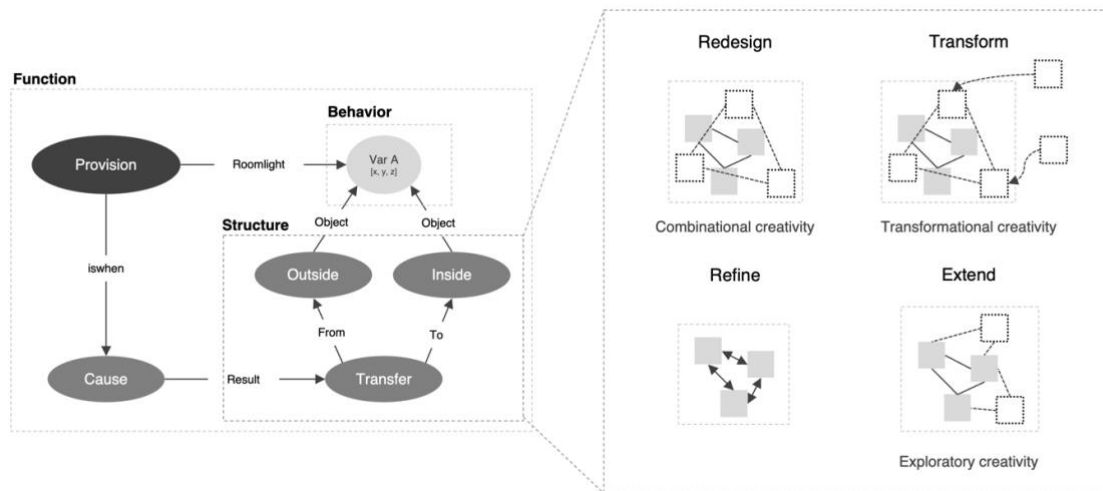 Function
Behavior
Provision
Roomlight
Var A
[x, y, z]
Object
Object
Structure
iswhen
Outside
Inside
From
To
Cause
Result
Transfer
Redesign
Transform
Combinational creativity
Transformational creativity
Refine
Extend
Exploratory creativity